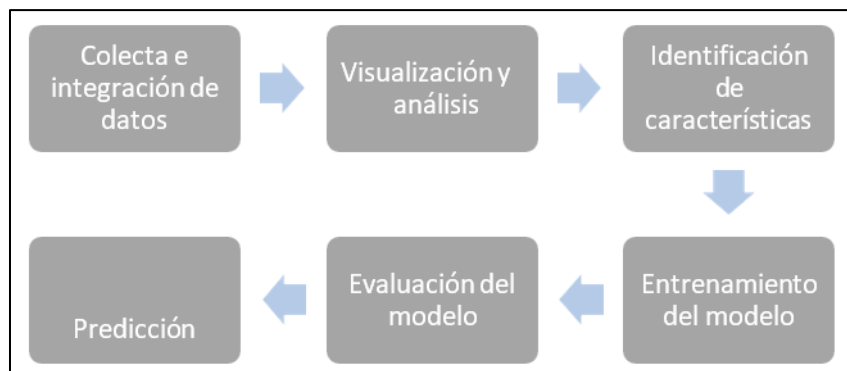 Colecta e
integración de
datos
Visualización y
análisis
Identificación
de
características
Entrenamiento
del modelo
Evaluación del
modelo
Predicción